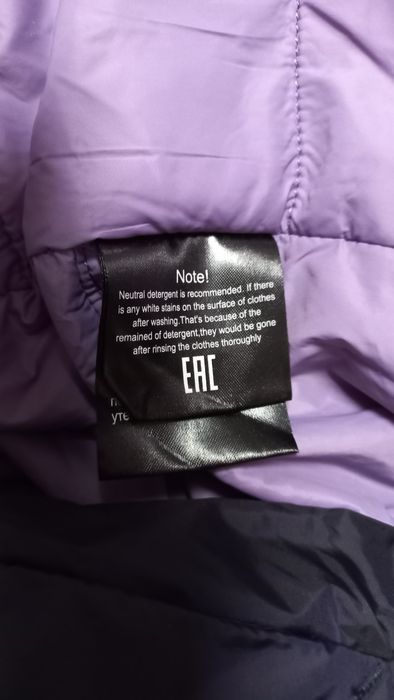 Note!
Neutral detergent is recommended. If there
is any white stains on the surface of clothes
after washing.That's because of the
remained of detergent,they would be gone
after rinsing the clothes thoroughly
EAC